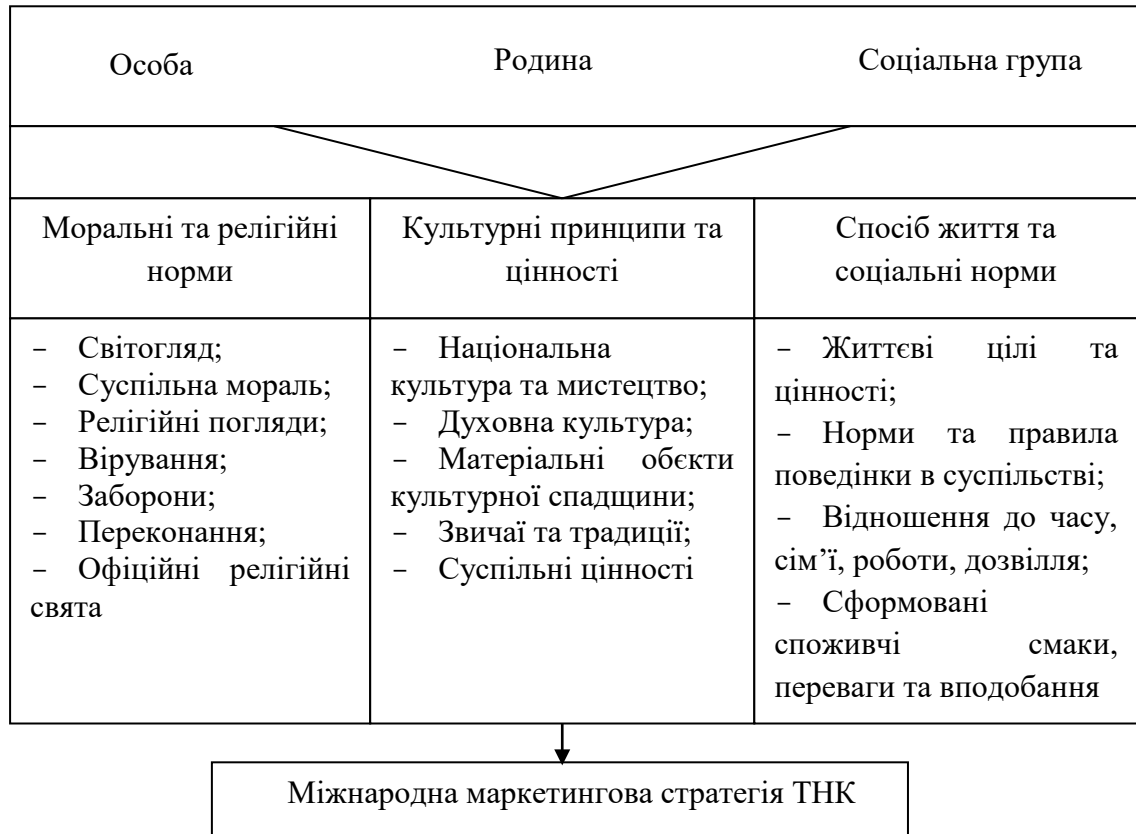 Особа
Родина
Соціальна група
Моральні та релігійні
норми
Культурні принципи та
цінності
Спосіб життя та
соціальні норми
− Світогляд;
− Суспільна мораль;
− Релігійні погляди;
− Вірування;
− Заборони;
− Переконання;
− Офіційні релігійні
свята
− Національна
культура та мистецтво;
− Духовна культура;
− Матеріальні обєкти
культурної спадщини;
− Звичаї та традиції;
− Суспільні цінності
− Життєві цілі та
цінності;
− Норми та правила
поведінки в суспільстві;
− Відношення до часу,
сім’ї, роботи, дозвілля;
− Сформовані
споживчі смаки,
переваги та вподобання
Міжнародна маркетингова стратегія ТНК